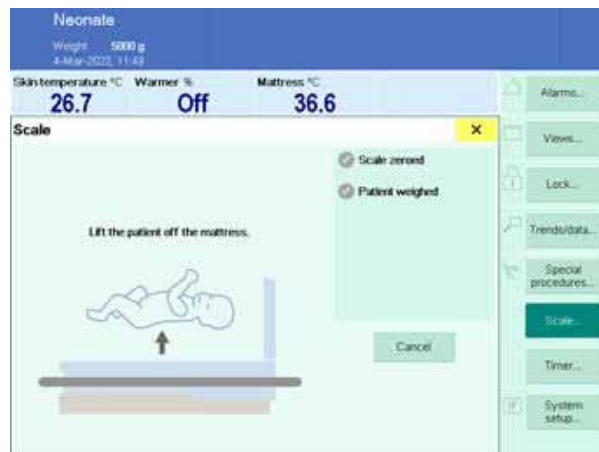 Neonate
Weight 5000 g
4-Mar-2022, 11:49
Skin temperature °C Warmer % Mattress °C
26.7 Off 36.6
Scale
Scale zeroed
Patient weighed
Lift the patient off the mattress.
Cancel
Alarms...
Views...
Lock...
Trends/data...
Special
procedures...
Scale...
Timer...
System
setup...